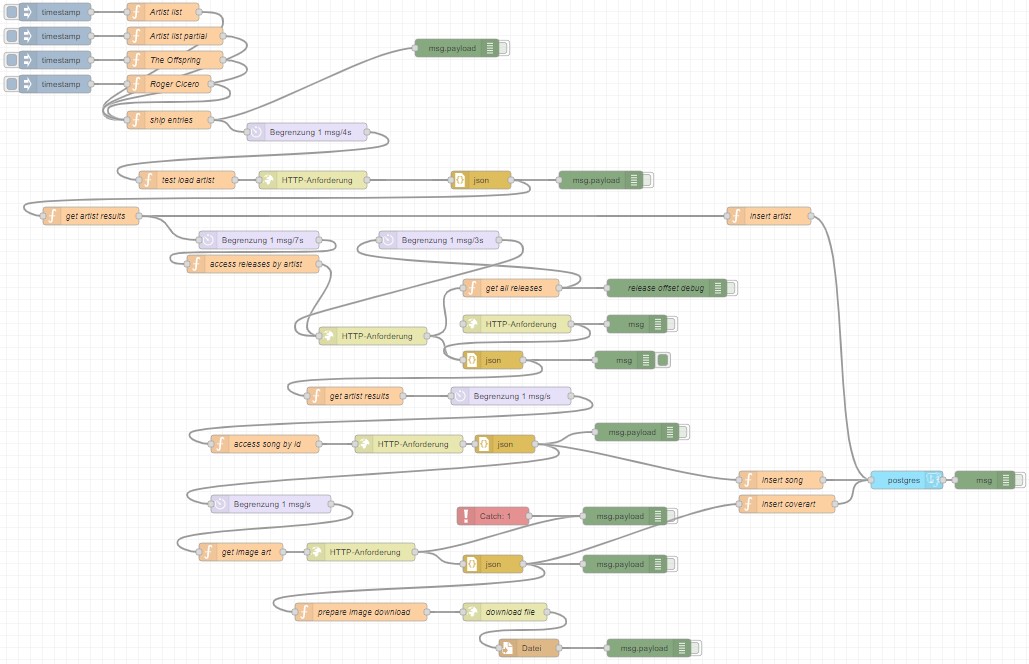 timestamp
Artist list
timestamp
Artist list partial
msg.payload
timestamp
The Offspring
timestamp
Roger Cicero
ship entries
Begrenzung 1 msg/4s
test load artist
HTTP-Anforderung
json
msg.payload
get artist results
insert artist
Begrenzung 1 msg/7s
Begrenzung 1 msg/3s
access releases by artist
get all releases
release offset debug
HTTP-Anforderung
msg
HTTP-Anforderung
json
msg
get artist results
Begrenzung 1 msg/s
msg.payload
access song by id
HTTP-Anforderung
json
insert song
postgres
msg
Begrenzung 1 msg/s
insert coverart
Catch: 1
msg.payload
get image art
HTTP-Anforderung
json
msg.payload
prepare image download
download file
Datei
msg.payload